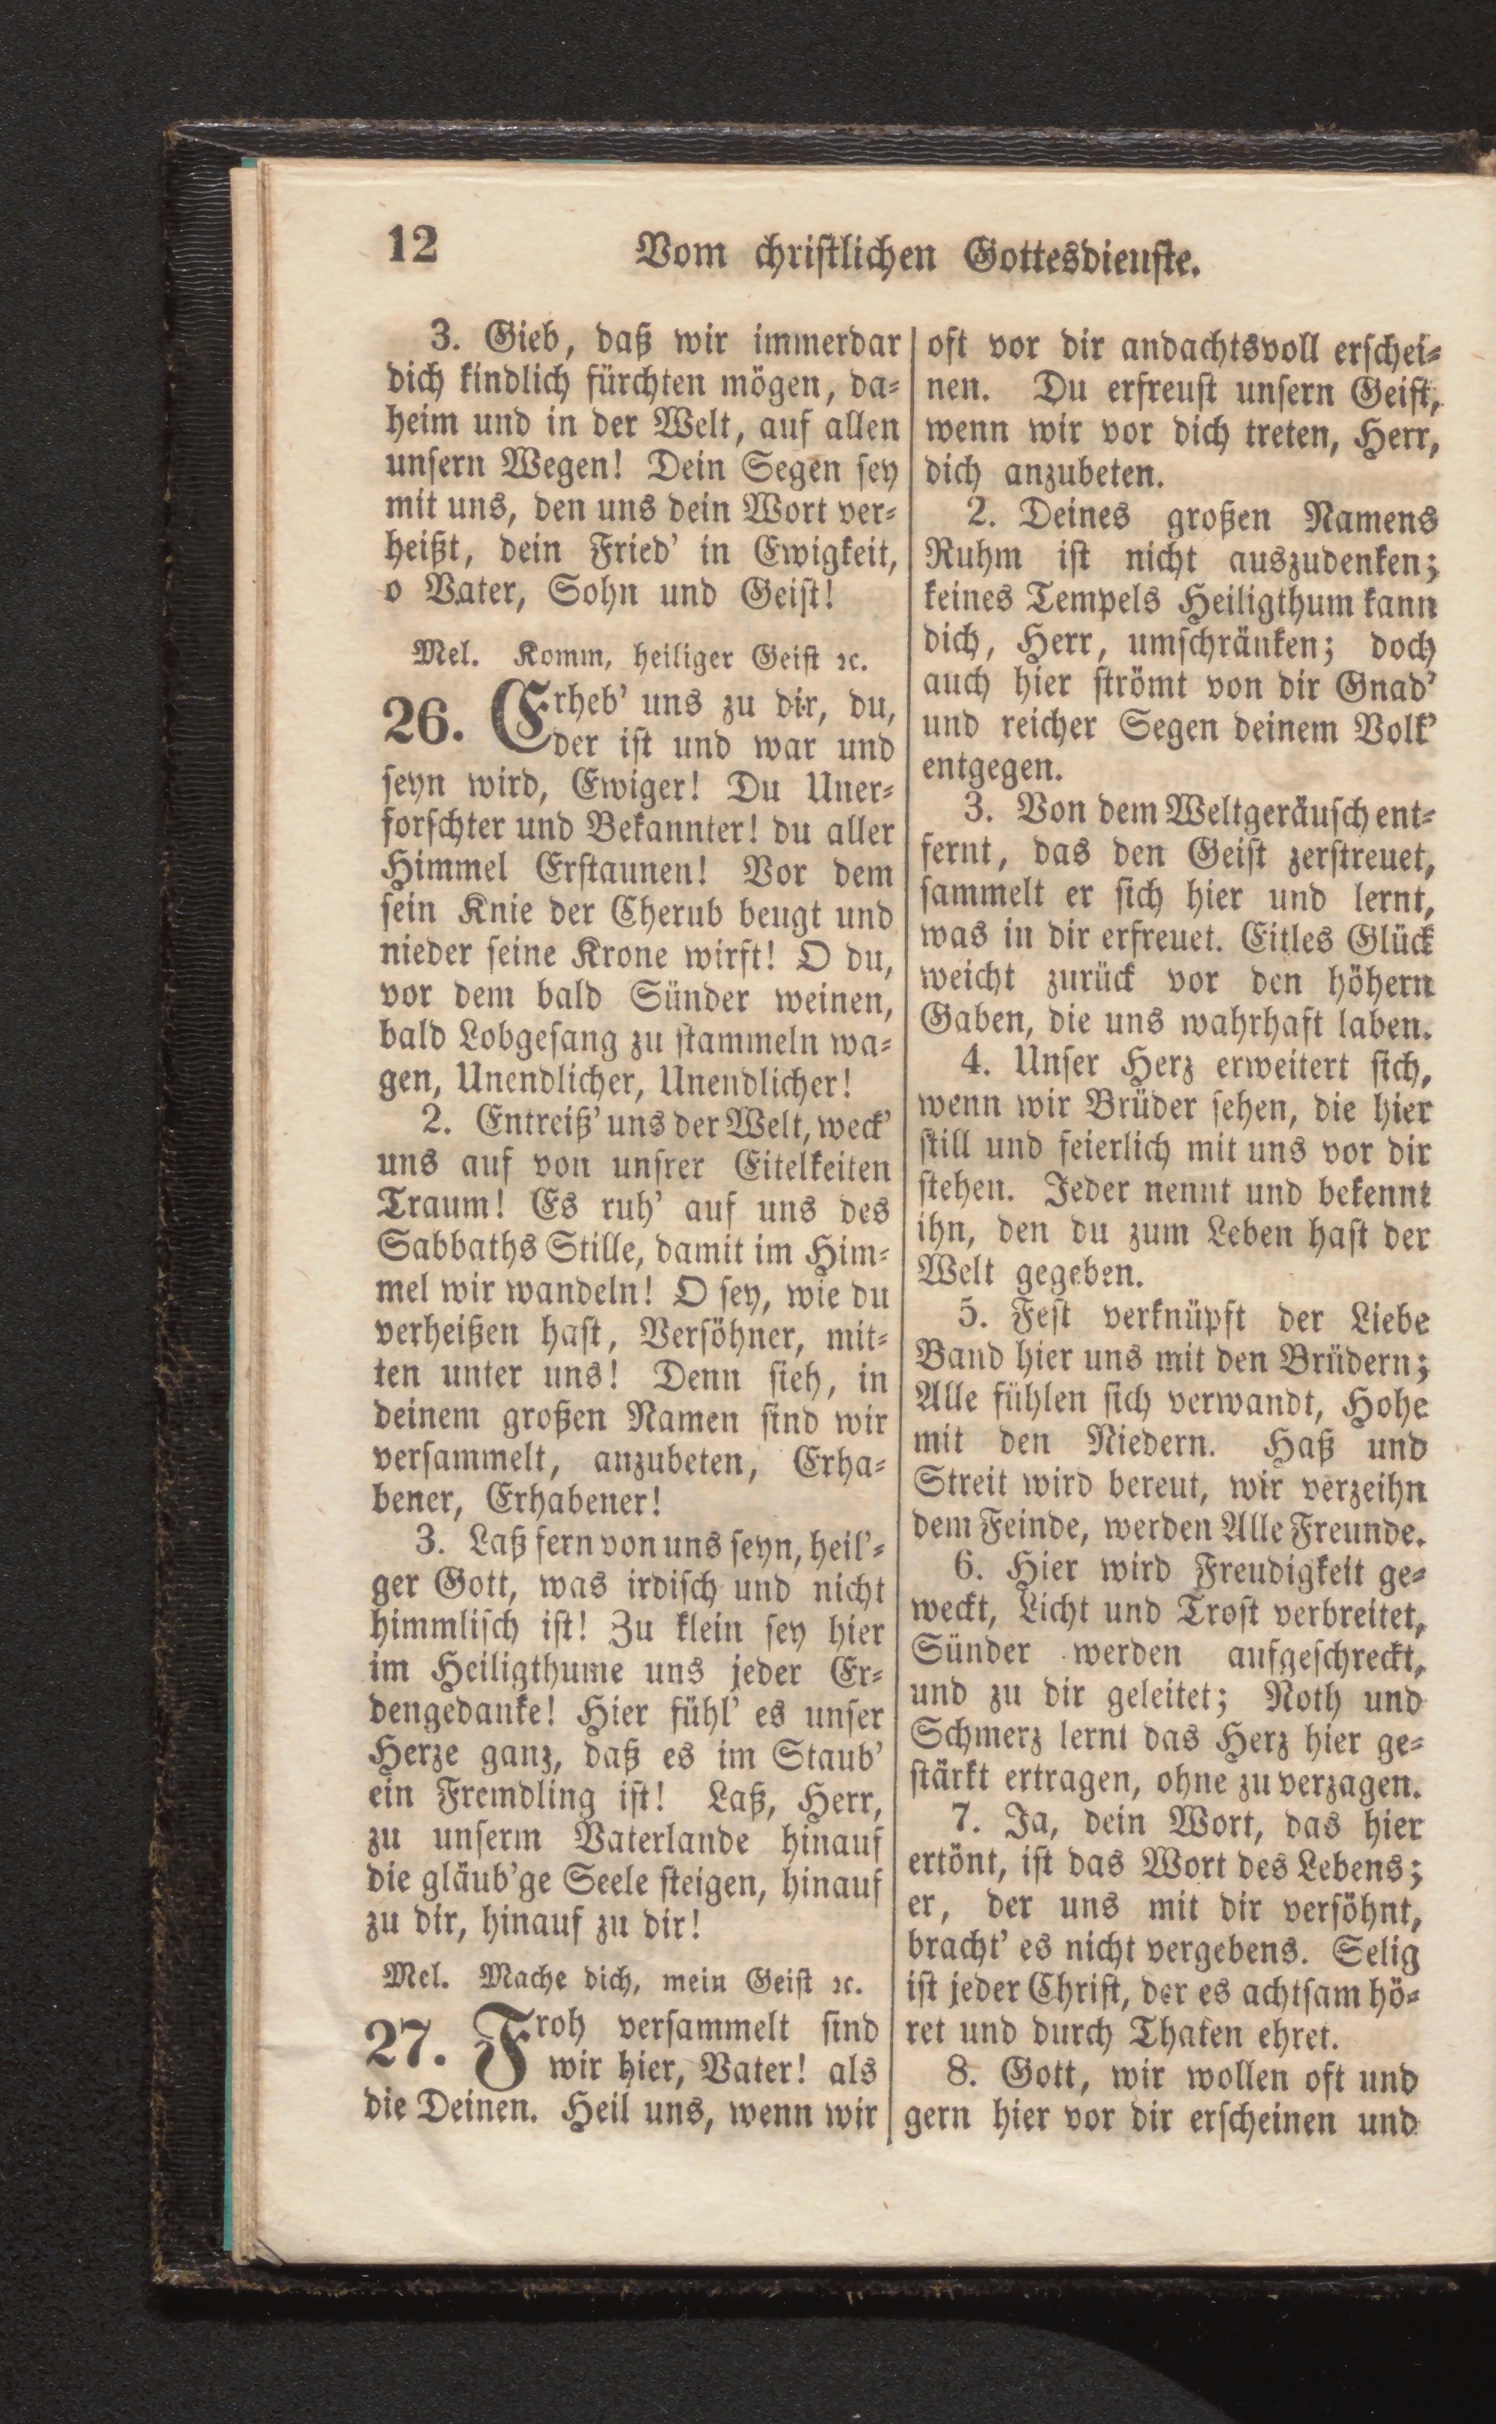 12
Vom christlichen Gottesdienste.
3. Gieb, daß wir immerdar
dich kindlich fürchten mögen, da-
heim und in der Welt, auf allen
unsern Wegen! Dein Segen sey
mit uns, den uns dein Wort ver-
heißt, dein Fried' in Ewigkeit,
o Vater, Sohn und Geist!
Mel. Komm, heiliger Geist ꝛc.
26. Erheb' uns zu dir, du,
der ist und war und
seyn wird, Ewiger! Du Uner-
forschter und Bekannter! du aller
Himmel Erstaunen! Vor dem
sein Knie der Cherub beugt und
nieder seine Krone wirft! O du,
vor dem bald Sünder weinen,
bald Lobgesang zu stammeln wa-
gen, Unendlicher, Unendlicher!
2. Entreiß' uns der Welt, weck'
uns auf von unsrer Eitelkeiten
Traum! Es ruh' auf uns des
Sabbaths Stille, damit im Him-
mel wir wandeln! O sey, wie du
verheißen hast, Versöhner, mit-
ten unter uns! Denn sieh, in
deinem großen Namen sind wir
versammelt, anzubeten, Erha-
bener, Erhabener!
3. Laß fern von uns seyn, heil'-
ger Gott, was irdisch und nicht
himmlisch ist! Zu klein sey hier
im Heiligthume uns jeder Er-
dengedanke! Hier fühl' es unser
Herze ganz, daß es im Staub'
ein Fremdling ist! Laß, Herr,
zu unserm Vaterlande hinauf
die gläub'ge Seele steigen, hinauf
zu dir, hinauf zu dir!
Mel. Mache dich, mein Geist ꝛc.
27. Froh versammelt sind
wir hier, Vater! als
die Deinen. Heil uns, wenn wir
oft vor dir andachtsvoll erschei-
nen. Du erfreust unsern Geist,
wenn wir vor dich treten, Herr,
dich anzubeten.
2. Deines großen Namens
Ruhm ist nicht auszudenken;
keines Tempels Heiligthum kann
dich, Herr, umschränken; doch
auch hier strömt von dir Gnad'
und reicher Segen deinem Volk'
entgegen.
3. Von dem Weltgeräusch ent-
fernt, das den Geist zerstreuet,
sammelt er sich hier und lernt,
was in dir erfreuet. Eitles Glück
weicht zurück vor den höhern
Gaben, die uns wahrhaft laben.
4. Unser Herz erweitert sich,
wenn wir Brüder sehen, die hier
still und feierlich mit uns vor dir
stehen. Jeder nennt und bekennt
ihn, den du zum Leben hast der
Welt gegeben.
5. Fest verknüpft der Liebe
Band hier uns mit den Brüdern;
Alle fühlen sich verwandt, Hohe
mit den Niedern. Haß und
Streit wird bereut, wir verzeihn
dem Feinde, werden Alle Freunde.
6. Hier wird Freudigkeit ge-
weckt, Licht und Trost verbreitet,
Sünder werden aufgeschreckt,
und zu dir geleitet; Noth und
Schmerz lernt das Herz hier ge-
stärkt ertragen, ohne zu verzagen.
7. Ja, dein Wort, das hier
ertönt, ist das Wort des Lebens;
er, der uns mit dir versöhnt,
bracht' es nicht vergebens. Selig
ist jeder Christ, der es achtsam hö-
ret und durch Thaten ehret.
8. Gott, wir wollen oft und
gern hier vor dir erscheinen und